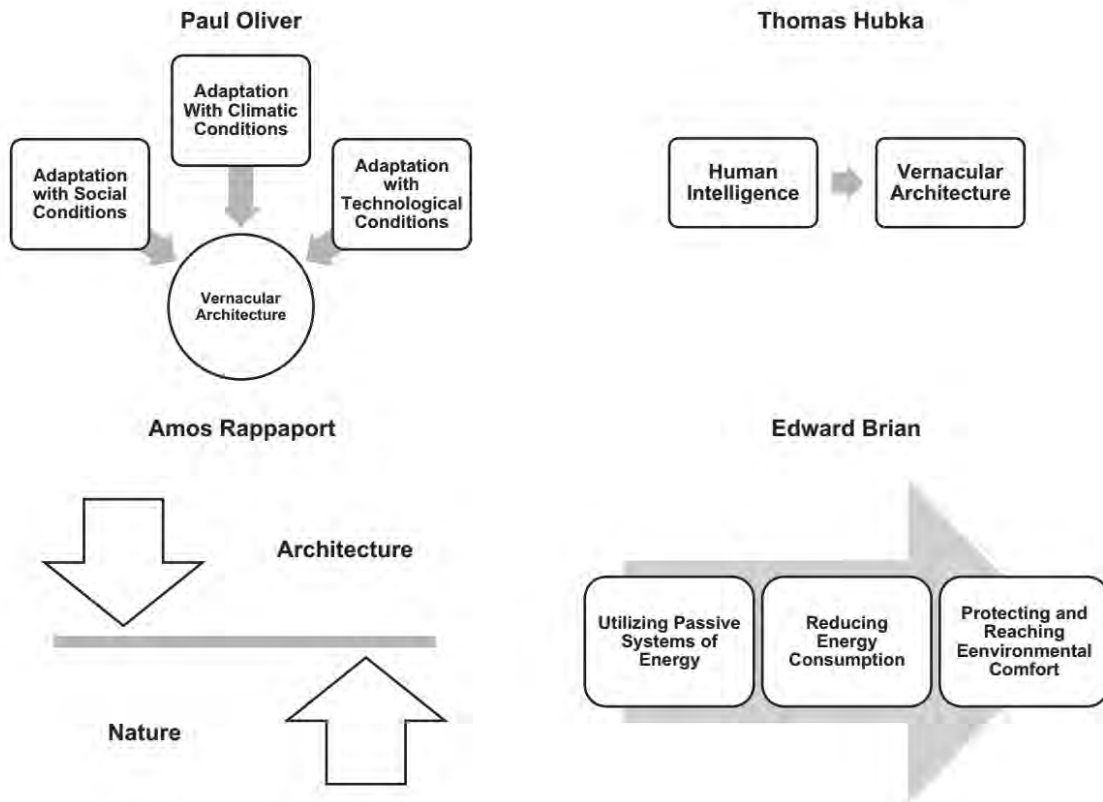 Paul Oliver
Adaptation
With Climatic
Conditions
Adaptation
with Social
Conditions
Adaptation
with
Technological
Conditions
Vernacular
Architecture
Thomas Hubka
Human
Intelligence
Vernacular
Architecture
Amos Rappaport
Architecture
Nature
Edward Brian
Utilizing Passive
Systems of
Energy
Reducing
Energy
Consumption
Protecting and
Reaching
Eenvironmental
Comfort